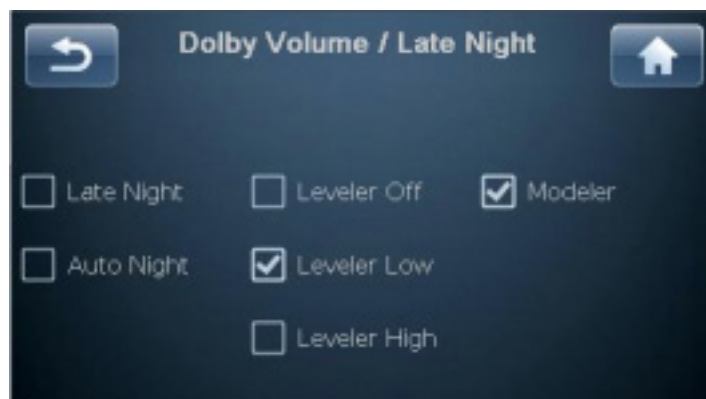 Dolby Volume / Late Night
Late Night
Leveler Off
Modeler
Auto Night
Leveler Low
Leveler High